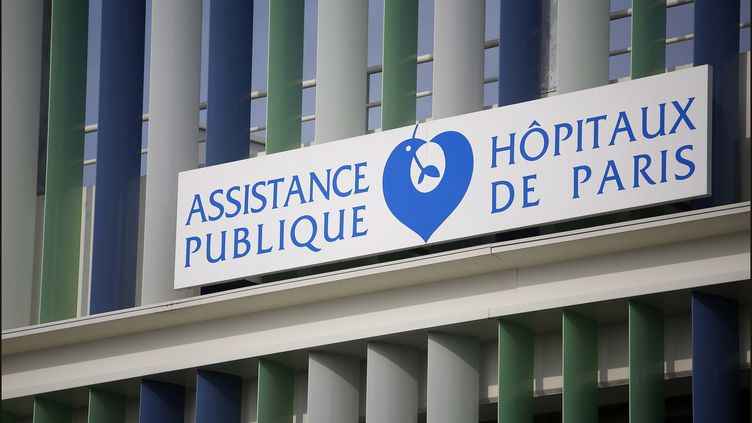 ASSISTANCE
PUBLIQUE
HÔPITAUX
DE PARIS